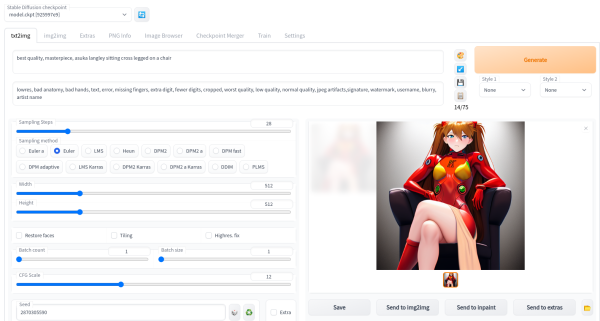 Stable Diffusion checkpoint
model.ckpt [925997e9]
txt2img img2img Extras PNG Info Image Browser Checkpoint Merger Train Settings
best quality, masterpiece, asuka langley sitting cross legged on a chair
lowres, bad anatomy, bad hands, text, error, missing fingers, extra digit, fewer digits, cropped, worst quality, low quality, normal quality, jpeg artifacts,signature, watermark, username, blurry,
artist name
14/75
Generate
Style 1 Style 2
None None
Sampling Steps 28
Sampling method
Euler a Euler LMS Heun DPM2 DPM2 a DPM fast
DPM adaptive LMS Karras DPM2 Karras DPM2 a Karras DDIM PLMS
Width 512
Height 512
Restore faces Tiling Highres. fix
Batch count 1 Batch size 1
CFG Scale 12
Seed
2870305590
Extra
Save Send to img2img Send to inpaint Send to extras